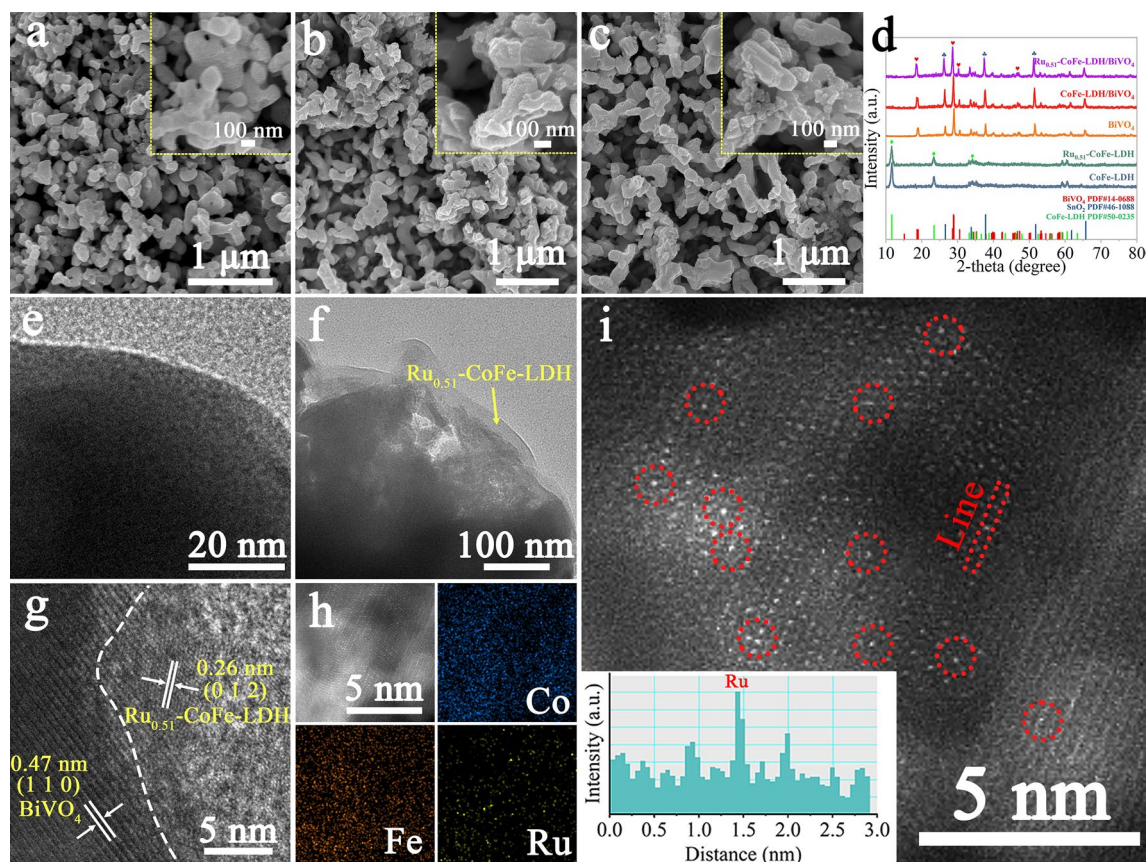 a
100 nm
1 µm
b
100 nm
1 µm
c
100 nm
1 µm
d
Ru0.51-CoFe-LDH/BiVO4
CoFe-LDH/BiVO4
BiVO4
Ru0.51-CoFe-LDH
CoFe-LDH
BiVO4 PDF#14-0688
SnO2 PDF#46-1088
CoFe-LDH PDF#50-0235
Intensity (a.u.)
10 20 30 40 50 60 70 80
2-theta (degree)
e
20 nm
f
Ru0.51-CoFe-LDH
100 nm
g
0.26 nm
(0 1 2)
Ru0.51-CoFe-LDH
0.47 nm
(1 1 0)
BiVO4
5 nm
h
5 nm
Co
Fe
Ru
i
Line
Ru
Intensity (a.u.)
0.0 0.5 1.0 1.5 2.0 2.5 3.0
Distance (nm)
5 nm